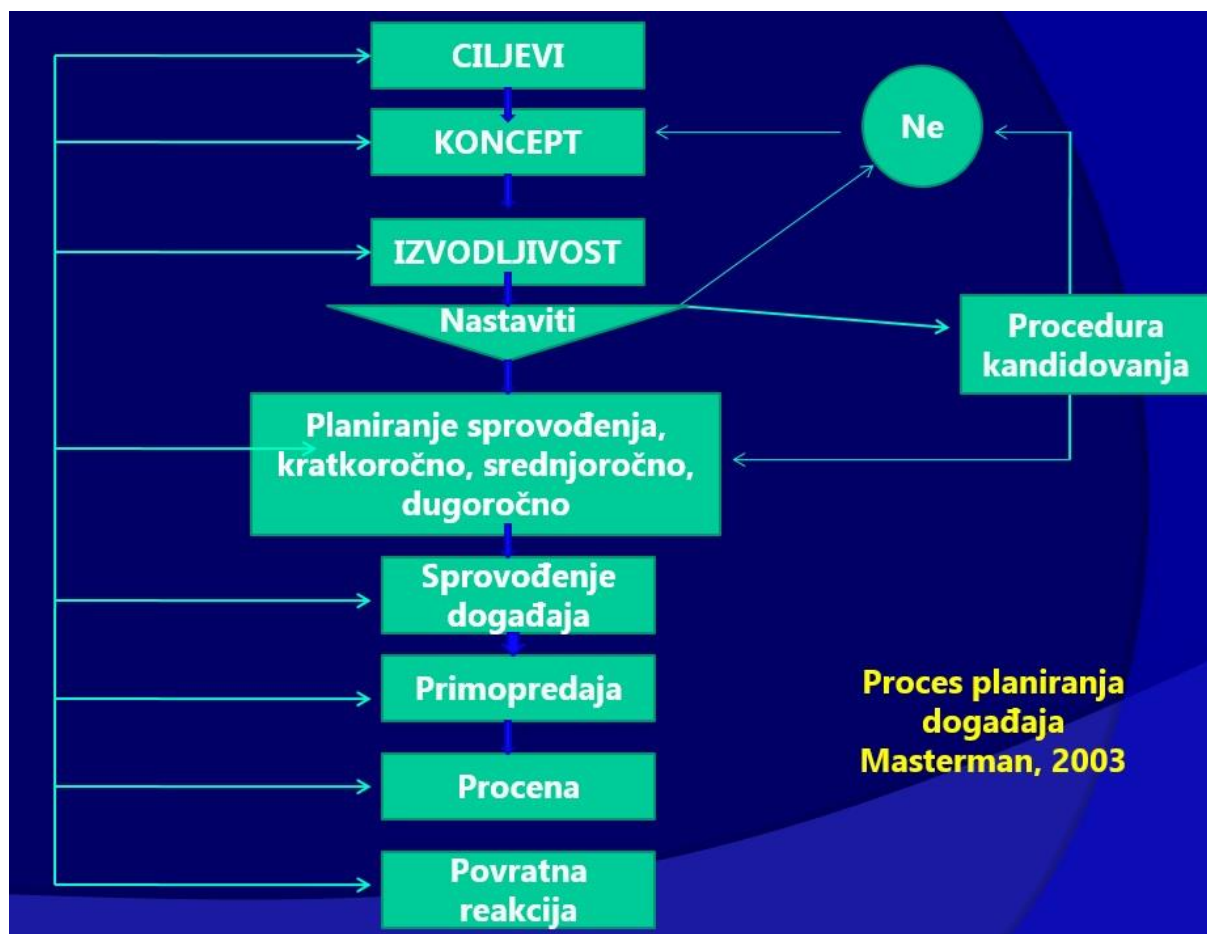 CILJEVI
KONCEPT
Ne
IZVODLJIVOST
Nastaviti
Procedura
kandidovanja
Planiranje sprovođenja,
kratkoročno, srednjoročno,
dugoročno
Sprovođenje
događaja
Primopredaja
Proces planiranja
događaja
Masterman, 2003
Procena
Povratna
reakcija